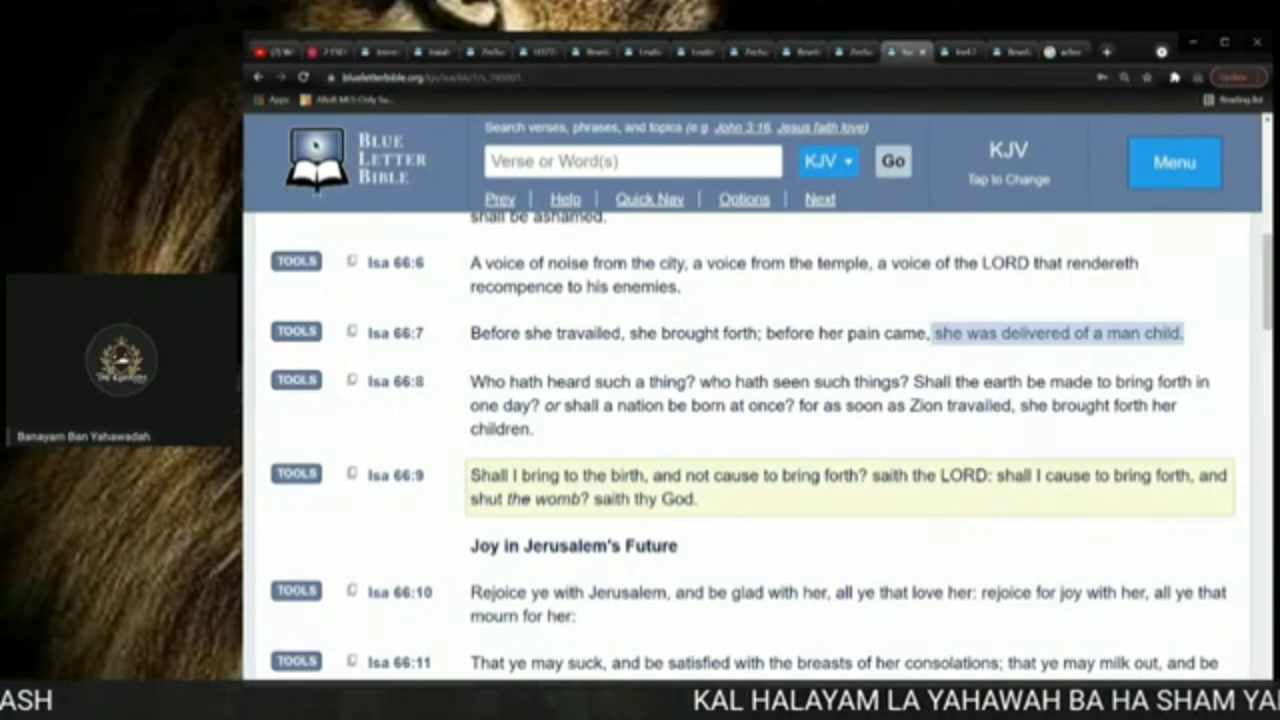 blueletterbible.org
Apps
Update
Reading list
BLUE
LETTER
BIBLE
Search verses, phrases, and topics (e.g. John 3:16, Jesus faith love)
Verse or Word(s)
KJV
Go
Prev | Help | Quick Nav | Options | Next
KJV
Tap to Change
Menu
shall be ashamed.
TOOLS Isa 66:6 A voice of noise from the city, a voice from the temple, a voice of the LORD that rendereth
recompence to his enemies.
TOOLS Isa 66:7 Before she travailed, she brought forth; before her pain came, she was delivered of a man child.
TOOLS Isa 66:8 Who hath heard such a thing? who hath seen such things? Shall the earth be made to bring forth in
one day? or shall a nation be born at once? for as soon as Zion travailed, she brought forth her
children.
TOOLS Isa 66:9 Shall I bring to the birth, and not cause to bring forth? saith the LORD: shall I cause to bring forth, and
shut the womb? saith thy God.
Joy in Jerusalem's Future
TOOLS Isa 66:10 Rejoice ye with Jerusalem, and be glad with her, all ye that love her: rejoice for joy with her, all ye that
mourn for her:
TOOLS Isa 66:11 That ye may suck, and be satisfied with the breasts of her consolations; that ye may milk out, and be
Banayam Ban Yahawadah
ASH KAL HALAYAM LA YAHAWAH BA HA SHAM YA